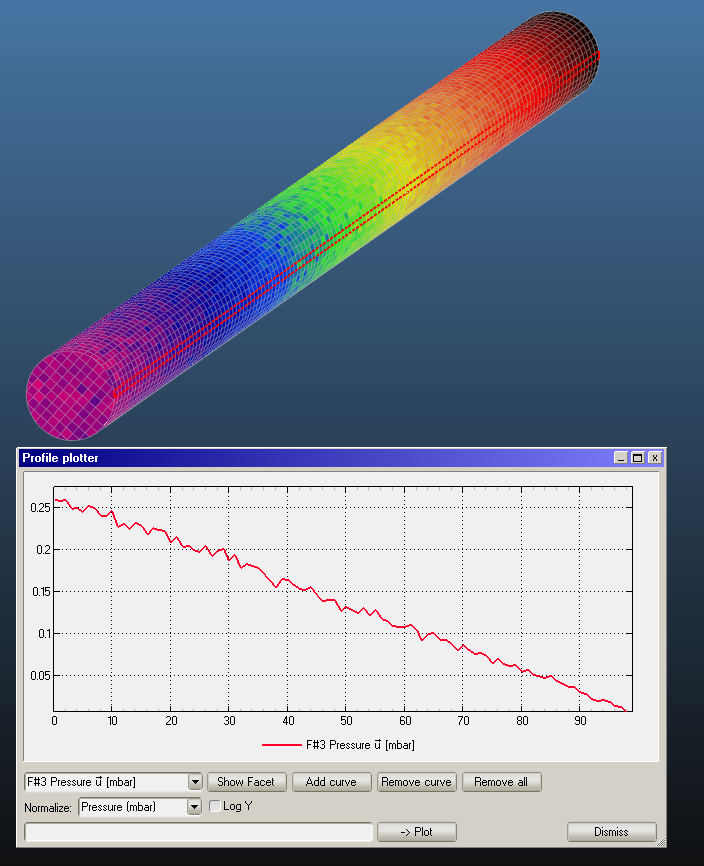 Profile plotter
0.25
0.2
0.15
0.1
0.05
0 10 20 30 40 50 60 70 80 90
F#3 Pressure u⃗ [mbar]
F#3 Pressure u⃗ [mbar] Show Facet Add curve Remove curve Remove all
Normalize: Pressure (mbar) Log Y
-> Plot Dismiss